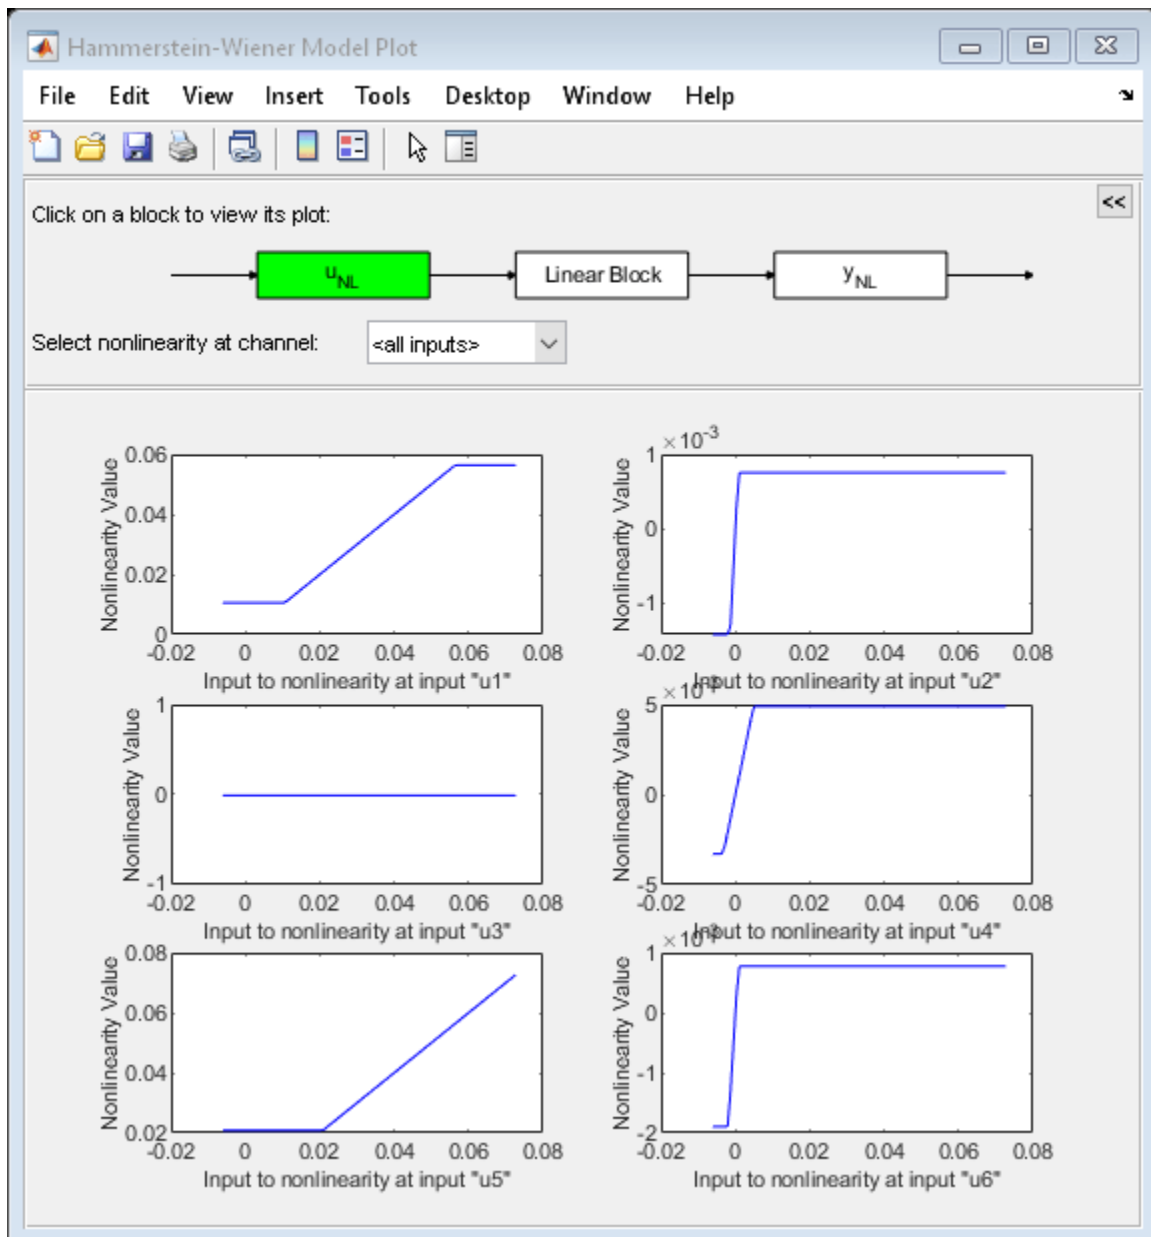 Hammerstein-Wiener Model Plot
File Edit View Insert Tools Desktop Window Help
Click on a block to view its plot:
<<
uNL Linear Block yNL
Select nonlinearity at channel: <all inputs>
Nonlinearity Value
0.06
0.04
0.02
0
-0.02 0 0.02 0.04 0.06 0.08
Input to nonlinearity at input "u1"
×10-3
Nonlinearity Value
1
0
-1
-0.02 0 0.02 0.04 0.06 0.08
Input to nonlinearity at input "u2"
Nonlinearity Value
1
0
-1
-0.02 0 0.02 0.04 0.06 0.08
Input to nonlinearity at input "u3"
Nonlinearity Value
5
0
-5
-0.02 0 0.02 0.04 0.06 0.08
Input to nonlinearity at input "u4"
Nonlinearity Value
0.08
0.06
0.04
0.02
-0.02 0 0.02 0.04 0.06 0.08
Input to nonlinearity at input "u5"
Nonlinearity Value
1
0
-1
-2
-0.02 0 0.02 0.04 0.06 0.08
Input to nonlinearity at input "u6"